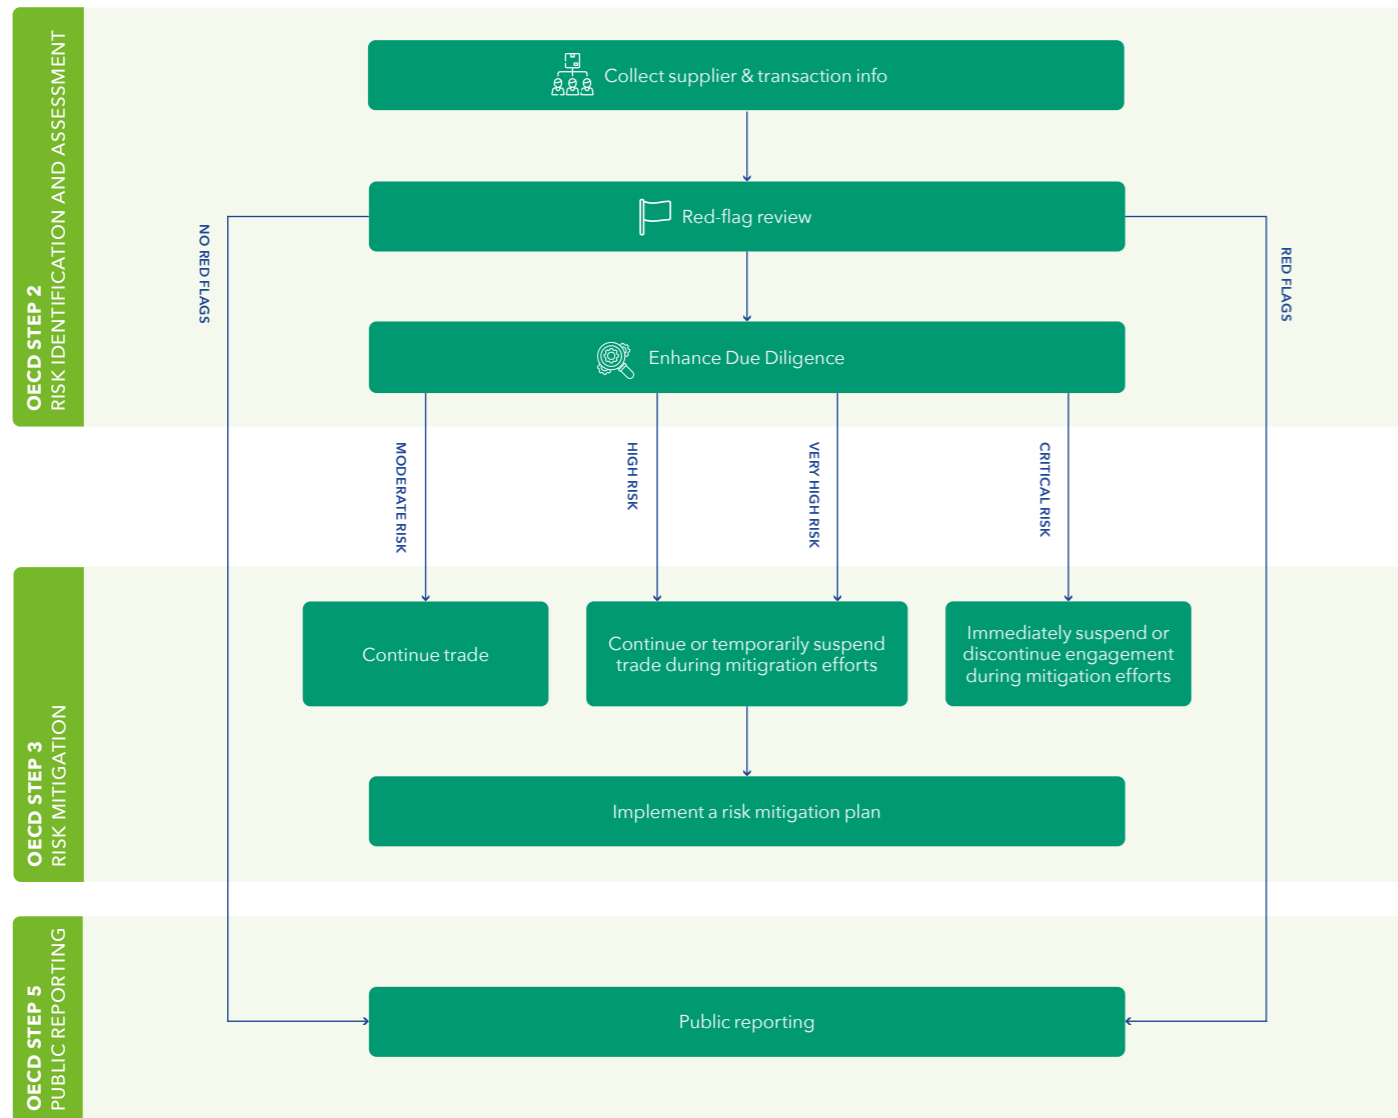 OECD STEP 2
RISK IDENTIFICATION AND ASSESSMENT
Collect supplier & transaction info
Red-flag review
NO RED FLAGS
RED FLAGS
Enhance Due Diligence
MODERATE RISK
HIGH RISK
VERY HIGH RISK
CRITICAL RISK
OECD STEP 3
RISK MITIGATION
Continue trade
Continue or temporarily suspend
trade during mitigration efforts
Immediately suspend or
discontinue engagement
during mitigation efforts
Implement a risk mitigation plan
OECD STEP 5
PUBLIC REPORTING
Public reporting